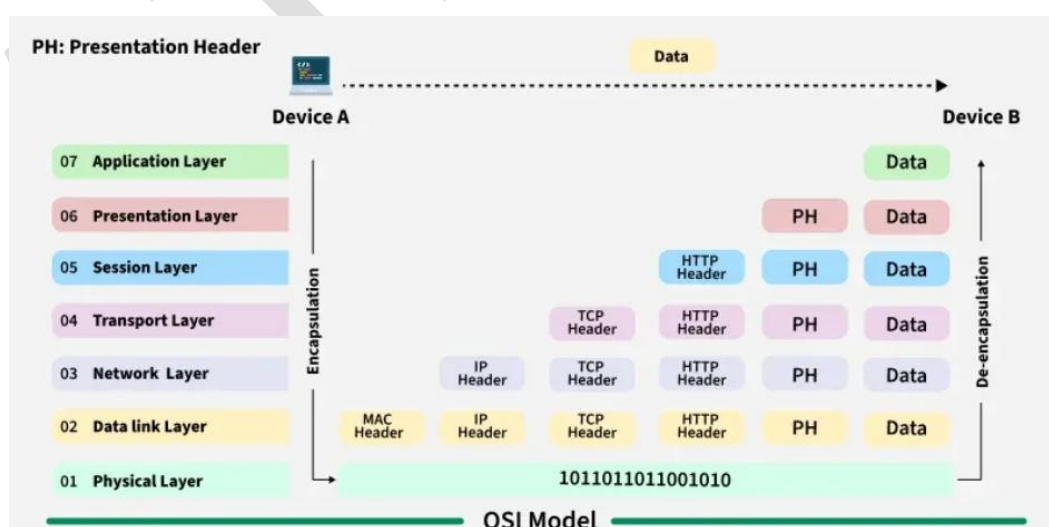 PH: Presentation Header
Data
Device A
Device B
07 Application Layer
Data
06 Presentation Layer
PH
Data
05 Session Layer
HTTP
Header
PH
Data
04 Transport Layer
TCP
Header
HTTP
Header
PH
Data
03 Network Layer
IP
Header
TCP
Header
HTTP
Header
PH
Data
02 Data link Layer
MAC
Header
IP
Header
TCP
Header
HTTP
Header
PH
Data
01 Physical Layer
1011011011001010
Encapsulation
De-encapsulation
OSI Model